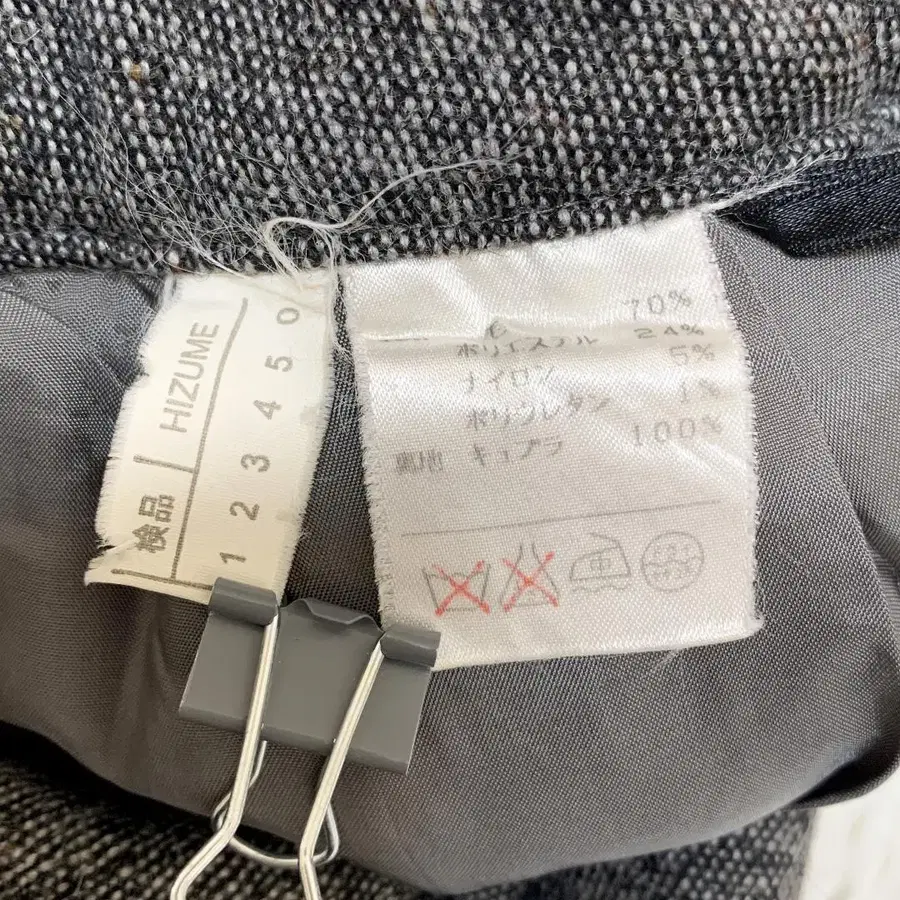 検品 HIZUME
1 2 3 4 5 0
毛 70%
ポリエステル 24%
ナイロン 5%
ポリウレタン 1%
裏地 キュプラ 100%
中